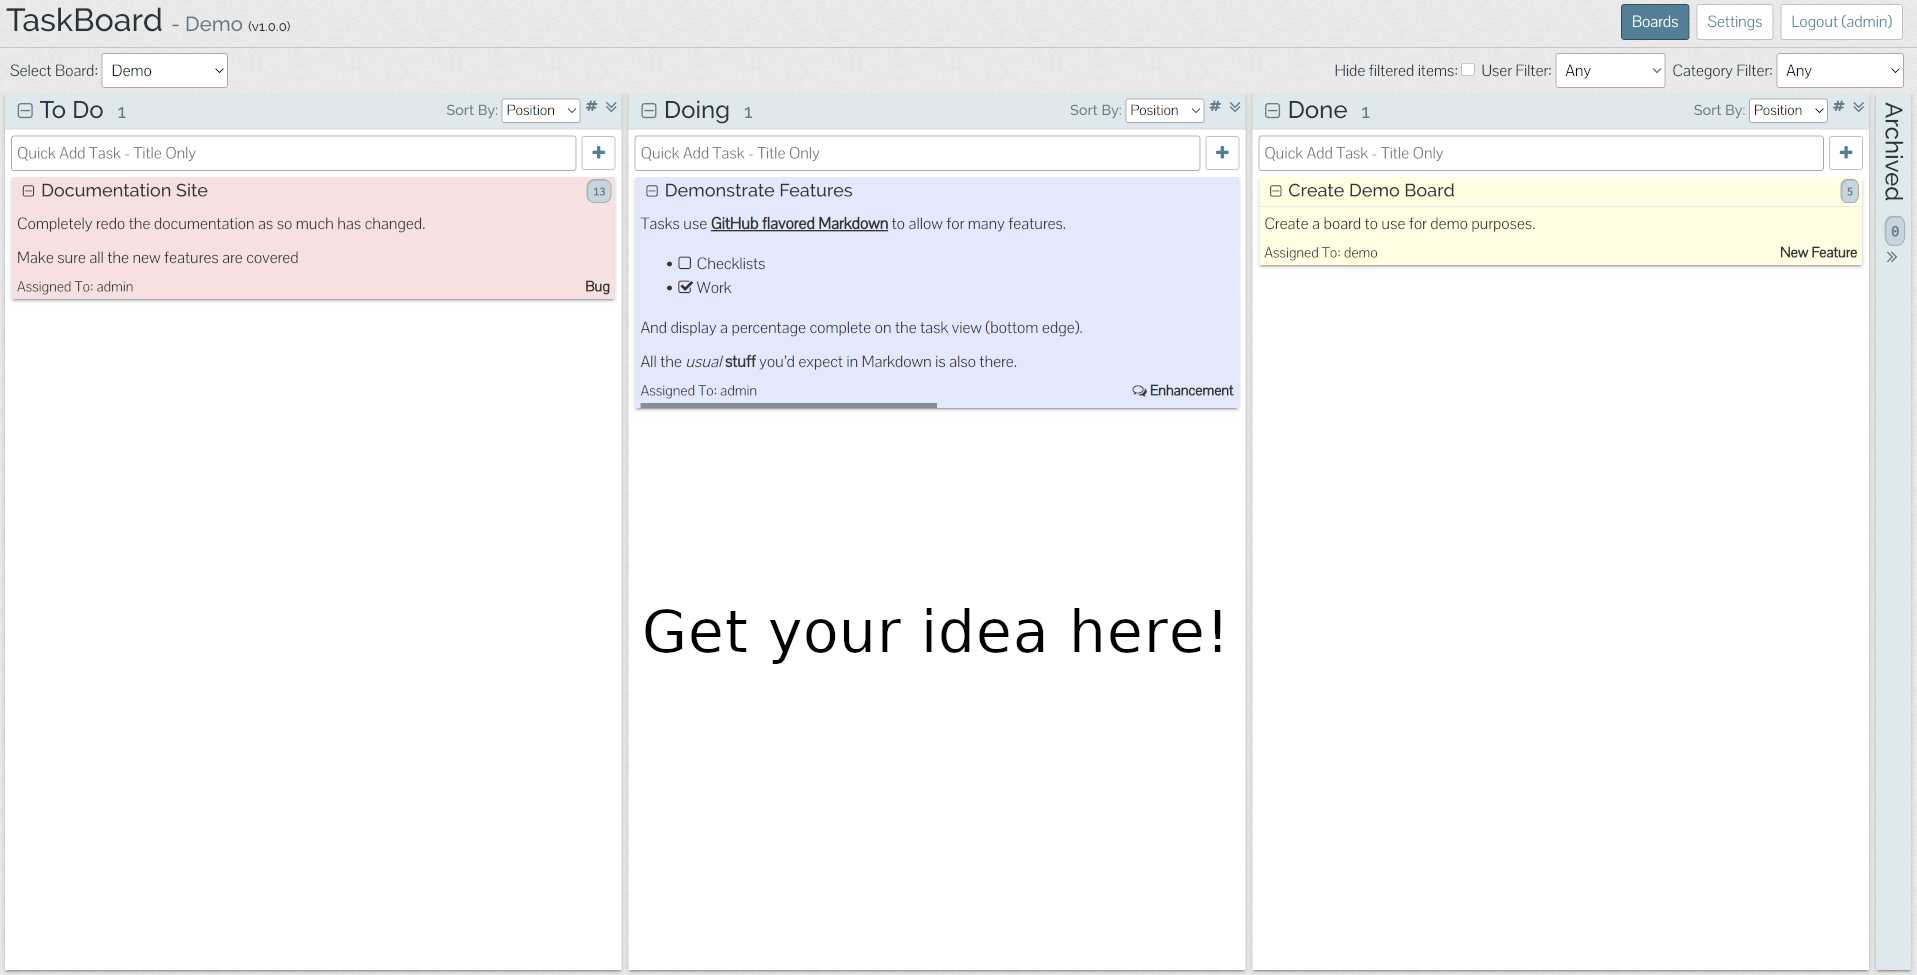 TaskBoard - Demo (v1.0.0)
Boards Settings Logout (admin)
Select Board: Demo
Hide filtered items: User Filter: Any Category Filter: Any
To Do 1 Sort By: Position #
Quick Add Task - Title Only +
Documentation Site 13
Completely redo the documentation as so much has changed.
Make sure all the new features are covered
Assigned To: admin Bug
Doing 1 Sort By: Position #
Quick Add Task - Title Only +
Demonstrate Features
Tasks use GitHub flavored Markdown to allow for many features.
• Checklists
• Work
And display a percentage complete on the task view (bottom edge).
All the usual stuff you'd expect in Markdown is also there.
Assigned To: admin Enhancement
Get your idea here!
Done 1 Sort By: Position #
Quick Add Task - Title Only +
Create Demo Board 5
Create a board to use for demo purposes.
Assigned To: demo New Feature
Archived
0